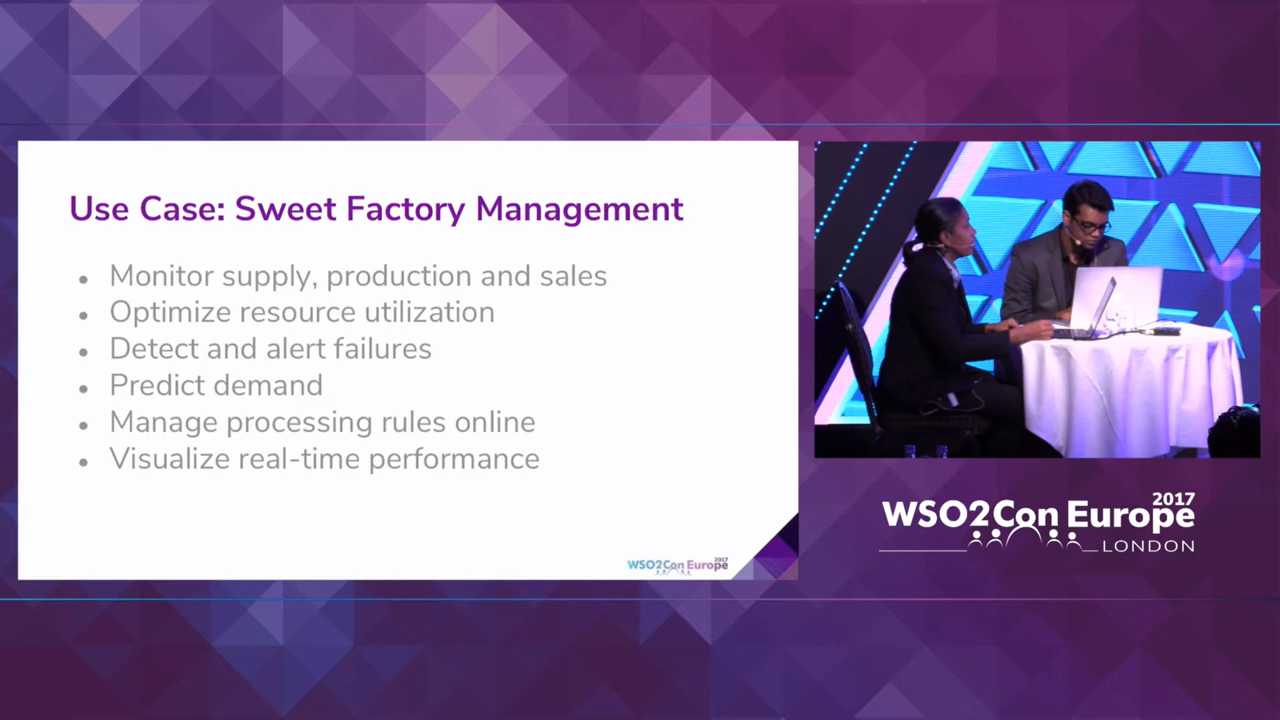 Use Case: Sweet Factory Management
• Monitor supply, production and sales
• Optimize resource utilization
• Detect and alert failures
• Predict demand
• Manage processing rules online
• Visualize real-time performance
2017
WSO2Con Europe
2017
WSO2Con Europe
LONDON